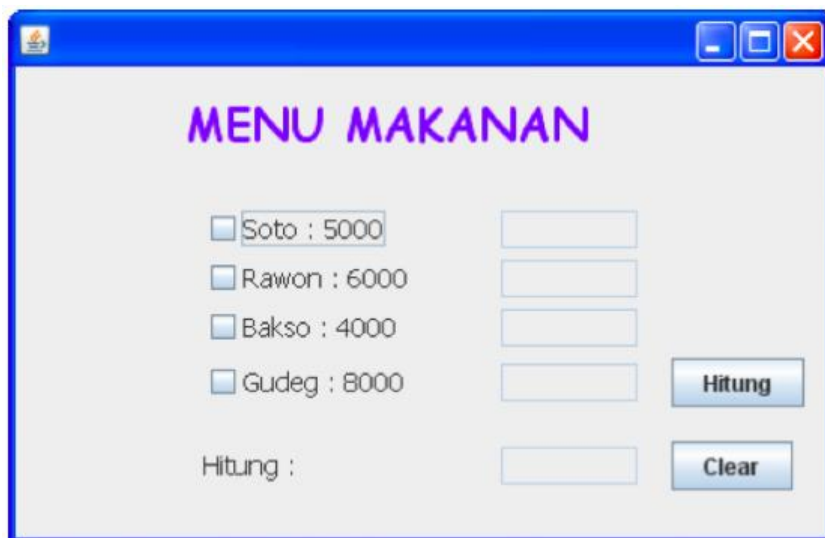 MENU MAKANAN
Soto : 5000
Rawon : 6000
Bakso : 4000
Gudeg : 8000
Hitung
Hitung :
Clear